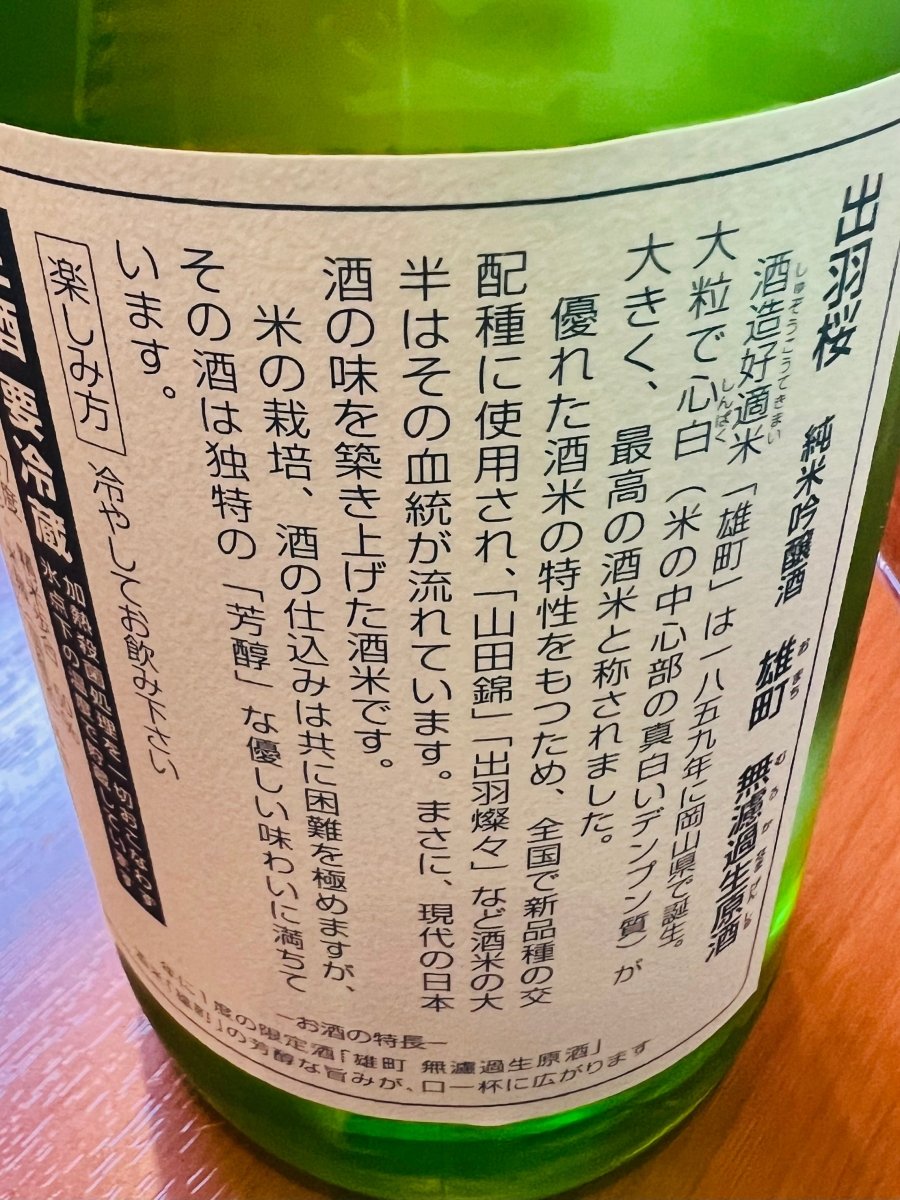 出羽桜 純米吟醸酒 雄町 無濾過生原酒
酒造好適米「雄町」は一八五九年に岡山県で誕生。
大粒で心白(米の中心部の真白いデンプン質)が
大きく、最高の酒米と称されました。
優れた酒米の特性をもつため、全国で新品種の交
配種に使用され、「山田錦」「出羽燦々」など酒米の大
半はその血統が流れています。まさに、現代の日本
酒の味を築き上げた酒米です。
米の栽培、酒の仕込みは共に困難を極めますが、
その酒は独特の「芳醇」な優しい味わいに満ちて
います。
楽しみ方 冷やしてお飲み下さい
要冷蔵
加熱殺菌処理を一切おこなわず
氷点下の
―お酒の特長―
年に1度の限定酒「雄町 無濾過生原酒」
「雄町」の芳醇な旨みが、口一杯に広がります